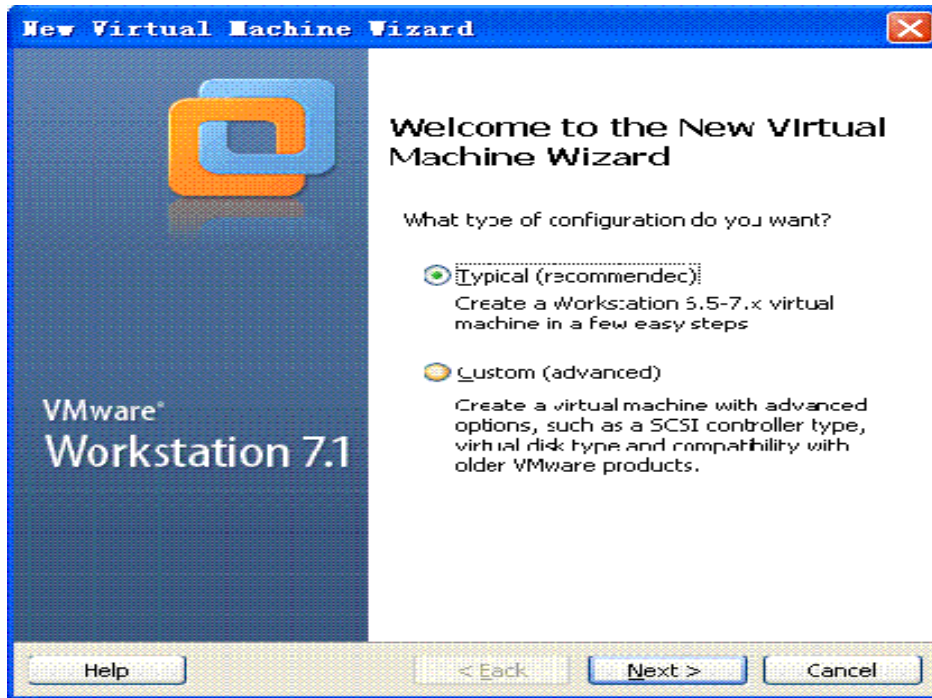 New Virtual Machine Wizard
Welcome to the New Virtual
Machine Wizard
What type of configuration do you want?
Typical (recommended)
Create a Workstation 6.5-7.x virtual
machine in a few easy steps
Custom (advanced)
Create a virtual machine with advanced
options, such as a SCSI controller type,
virtual disk type and compatibility with
older VMware products.
VMware®
Workstation 7.1
Help
< Back
Next >
Cancel